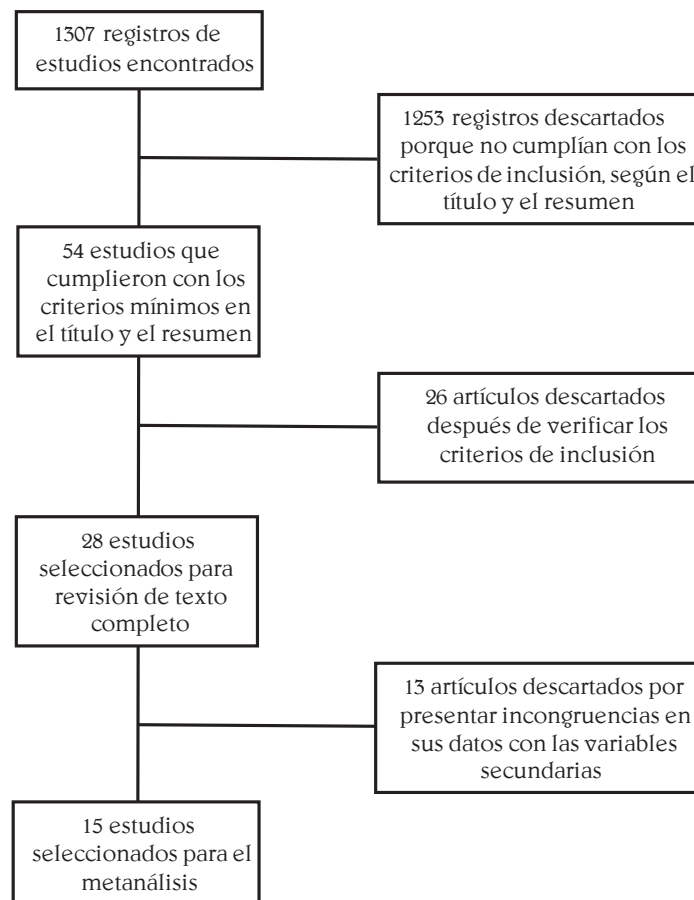 1307 registros de
estudios encontrados
1253 registros descartados
porque no cumplían con los
criterios de inclusión, según el
título y el resumen
54 estudios que
cumplieron con los
criterios mínimos en
el título y el resumen
26 artículos descartados
después de verificar los
criterios de inclusión
28 estudios
seleccionados para
revisión de texto
completo
13 artículos descartados por
presentar incongruencias en
sus datos con las variables
secundarias
15 estudios
seleccionados para el
metanálisis